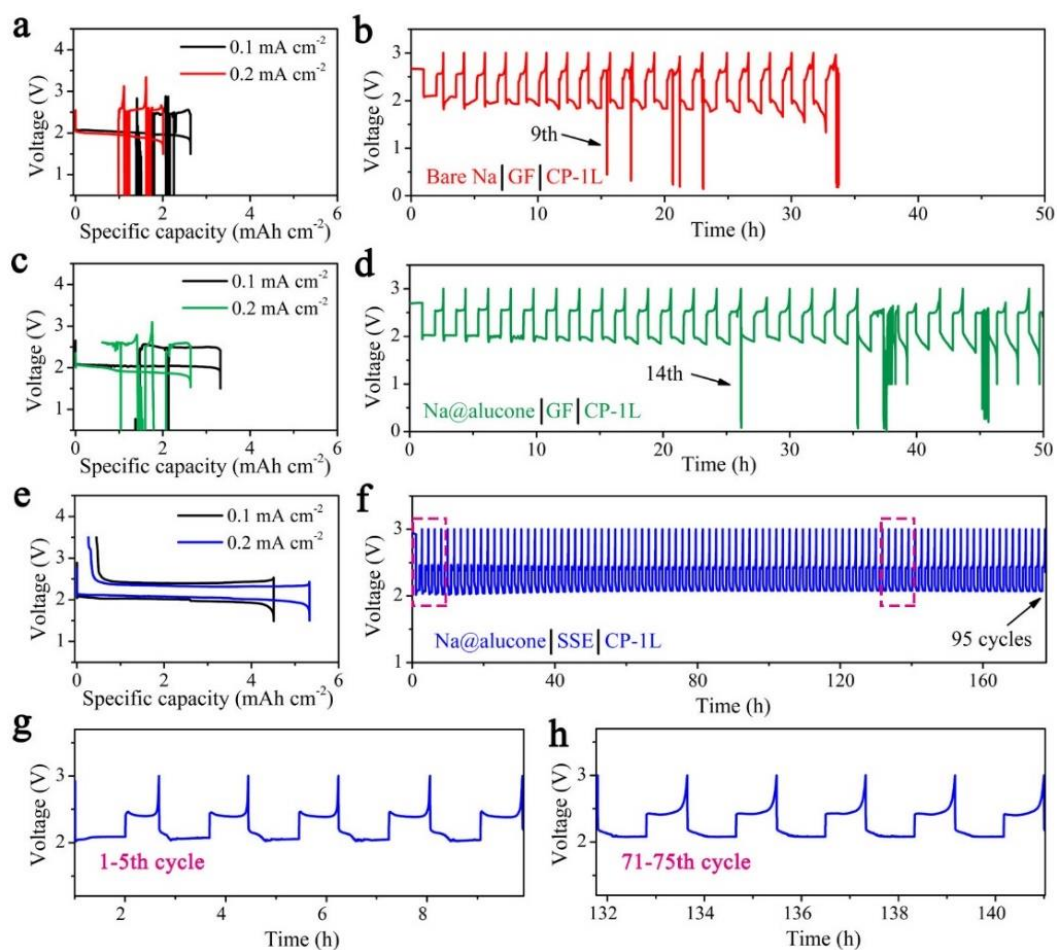 a
4
3
2
1
0 2 4 6
Voltage (V)
Specific capacity (mAh cm⁻²)
0.1 mA cm⁻²
0.2 mA cm⁻²
b
3
2
1
0
0 10 20 30 40 50
Voltage (V)
Time (h)
9th
Bare Na|GF|CP-1L
c
4
3
2
1
0 2 4 6
Voltage (V)
Specific capacity (mAh cm⁻²)
0.1 mA cm⁻²
0.2 mA cm⁻²
d
3
2
1
0
0 10 20 30 40 50
Voltage (V)
Time (h)
14th
Na@alucone|GF|CP-1L
e
4
3
2
1
0 2 4 6
Voltage (V)
Specific capacity (mAh cm⁻²)
0.1 mA cm⁻²
0.2 mA cm⁻²
f
3
2
1
0 40 80 120 160
Voltage (V)
Time (h)
Na@alucone|SSE|CP-1L
95 cycles
g
3
2
2 4 6 8
Voltage (V)
Time (h)
1-5th cycle
h
3
2
132 134 136 138 140
Voltage (V)
Time (h)
71-75th cycle